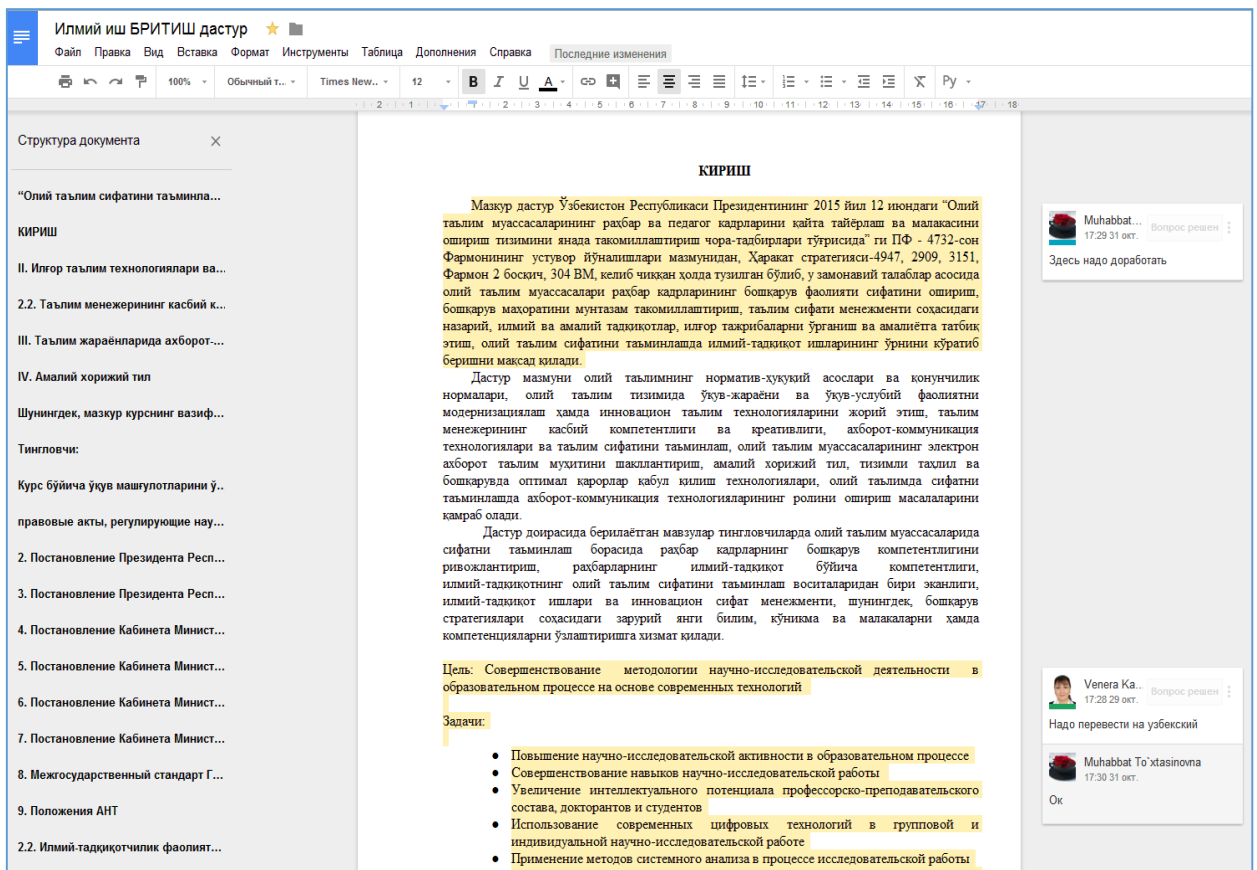 Илмий иш БРИТИШ дастур
Файл Правка Вид Вставка Формат Инструменты Таблица Дополнения Справка Последние изменения
100% Обычный т... Times New... 12 B I U A Ру
2 1 1 2 3 4 5 6 7 8 9 10 11 12 13 14 15 16 17 18
Структура документа
“Олий таълим сифатини таъминла...
КИРИШ
II. Илғор таълим технологиялари ва...
2.2. Таълим менежерининг касбий к...
III. Таълим жараёнларида ахборот-...
IV. Амалий хорижий тил
Шунингдек, мазкур курснинг вазиф...
Тингловчи:
Курс бўйича ўқув машғулотларини ў..
правовые акты, регулирующие нау...
2. Постановление Президента Респ...
3. Постановление Президента Респ...
4. Постановление Кабинета Минист...
5. Постановление Кабинета Минист...
6. Постановление Кабинета Минист...
7. Постановление Кабинета Минист...
8. Межгосударственный стандарт Г...
9. Положения АНТ
2.2. Илмий-тадқиқотчилик фаолият...
КИРИШ
Мазкур дастур Ўзбекистон Республикаси Президентининг 2015 йил 12 июндаги “Олий
таълим муассасаларининг раҳбар ва педагог кадрларини қайта тайёрлаш ва малакасини
ошириш тизимини янада такомиллаштириш чора-тадбирлари тўғрисида” ги ПФ - 4732-сон
Фармонининг устувор йўналишлари мазмунидан, Ҳаракат стратегияси-4947, 2909, 3151,
Фармон 2 босқич, 304 ВМ, келиб чиққан ҳолда тузилган бўлиб, у замонавий талаблар асосида
олий таълим муассасалари раҳбар кадрларининг бошқарув фаолияти сифатини ошириш,
бошқарув маҳоратини мунтазам такомиллаштириш, таълим сифати менежменти соҳасидаги
назарий, илмий ва амалий тадқиқотлар, илғор тажрибаларни ўрганиш ва амалиётга татбиқ
этиш, олий таълим сифатини таъминлашда илмий-тадқиқот ишларининг ўрнини кўратиб
беришни мақсад қилади.
Дастур мазмуни олий таълимнинг норматив-ҳуқуқий асослари ва қонунчилик
нормалари, олий таълим тизимида ўқув-жараёни ва ўқув-услубий фаолиятни
модернизациялаш ҳамда инновацион таълим технологияларини жорий этиш, таълим
менежерининг касбий компетентлиги ва креативлиги, ахборот-коммуникация
технологиялари ва таълим сифатини таъминлаш, олий таълим муассасаларининг электрон
ахборот таълим муҳитини шакллантириш, амалий хорижий тил, тизимли таҳлил ва
бошқарувда оптимал қарорлар қабул қилиш технологиялари, олий таълимда сифатни
таъминлашда ахборот-коммуникация технологияларининг ролини ошириш масалаларини
қамраб олади.
Дастур доирасида берилаётган мавзулар тингловчиларда олий таълим муассасаларида
сифатни таъминлаш борасида раҳбар кадрларнинг бошқарув компетентлигини
ривожлантириш, раҳбарларнинг илмий-тадқиқот бўйича компетентлиги,
илмий-тадқиқотнинг олий таълим сифатини таъминлаш воситаларидан бири эканлиги,
илмий-тадқиқот ишлари ва инновацион сифат менежменти, шунингдек, бошқарув
стратегиялари соҳасидаги зарурий янги билим, кўникма ва малакаларни ҳамда
компетенцияларни ўзлаштиришга хизмат қилади.
Цель: Совершенствование методологии научно-исследовательской деятельности в
образовательном процессе на основе современных технологий
Задачи:
● Повышение научно-исследовательской активности в образовательном процессе
● Совершенствование навыков научно-исследовательской работы
● Увеличение интеллектуального потенциала профессорско-преподавательского
состава, докторантов и студентов
● Использование современных цифровых технологий в групповой и
индивидуальной научно-исследовательской работе
● Применение методов системного анализа в процессе исследовательской работы
Muhabbat... Вопрос решен
17:29 31 окт.
Здесь надо доработать
Venera Ka... Вопрос решен
17:28 29 окт.
Надо перевести на узбекский
Muhabbat To`xtasinovna
17:30 31 окт.
Ок